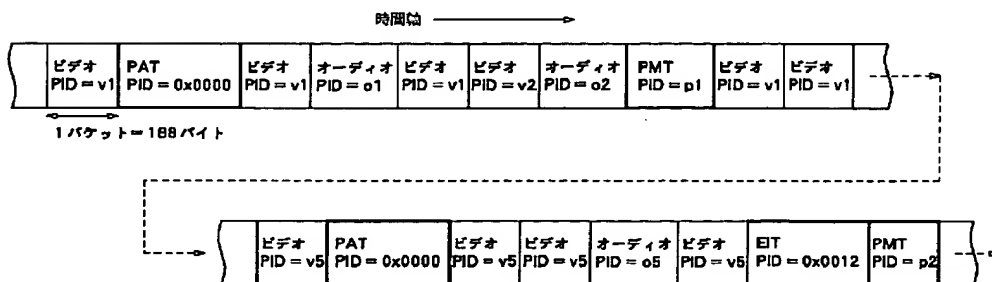 時間軸
ビデオ PAT ビデオ オーディオ ビデオ ビデオ オーディオ PMT ビデオ ビデオ
PID=v1 PID=0x0000 PID=v1 PID=o1 PID=v1 PID=v2 PID=o2 PID=p1 PID=v1 PID=v1
1パケット=188バイト
ビデオ PAT ビデオ ビデオ オーディオ ビデオ EIT PMT
PID=v5 PID=0x0000 PID=v5 PID=v5 PID=o5 PID=v5 PID=0x0012 PID=p2